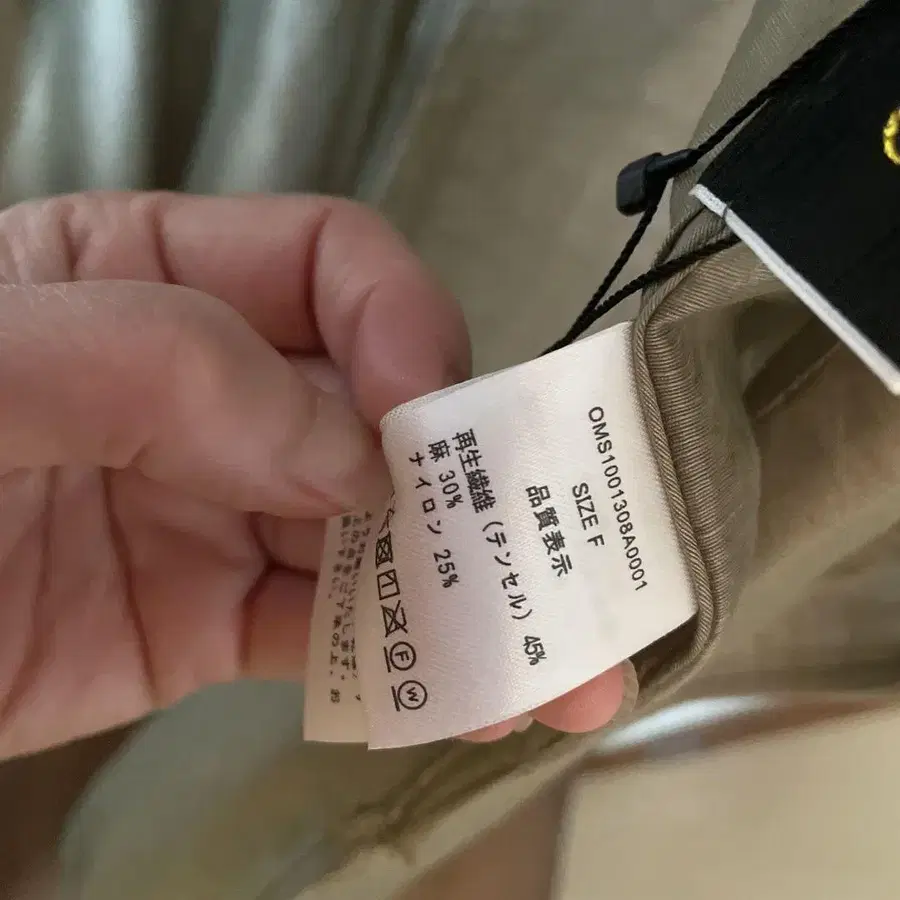 OMS1001308A0001
SIZE F
品質表示
再生繊維 (テンセル) 45%
麻 30%
ナイロン 25%
F W